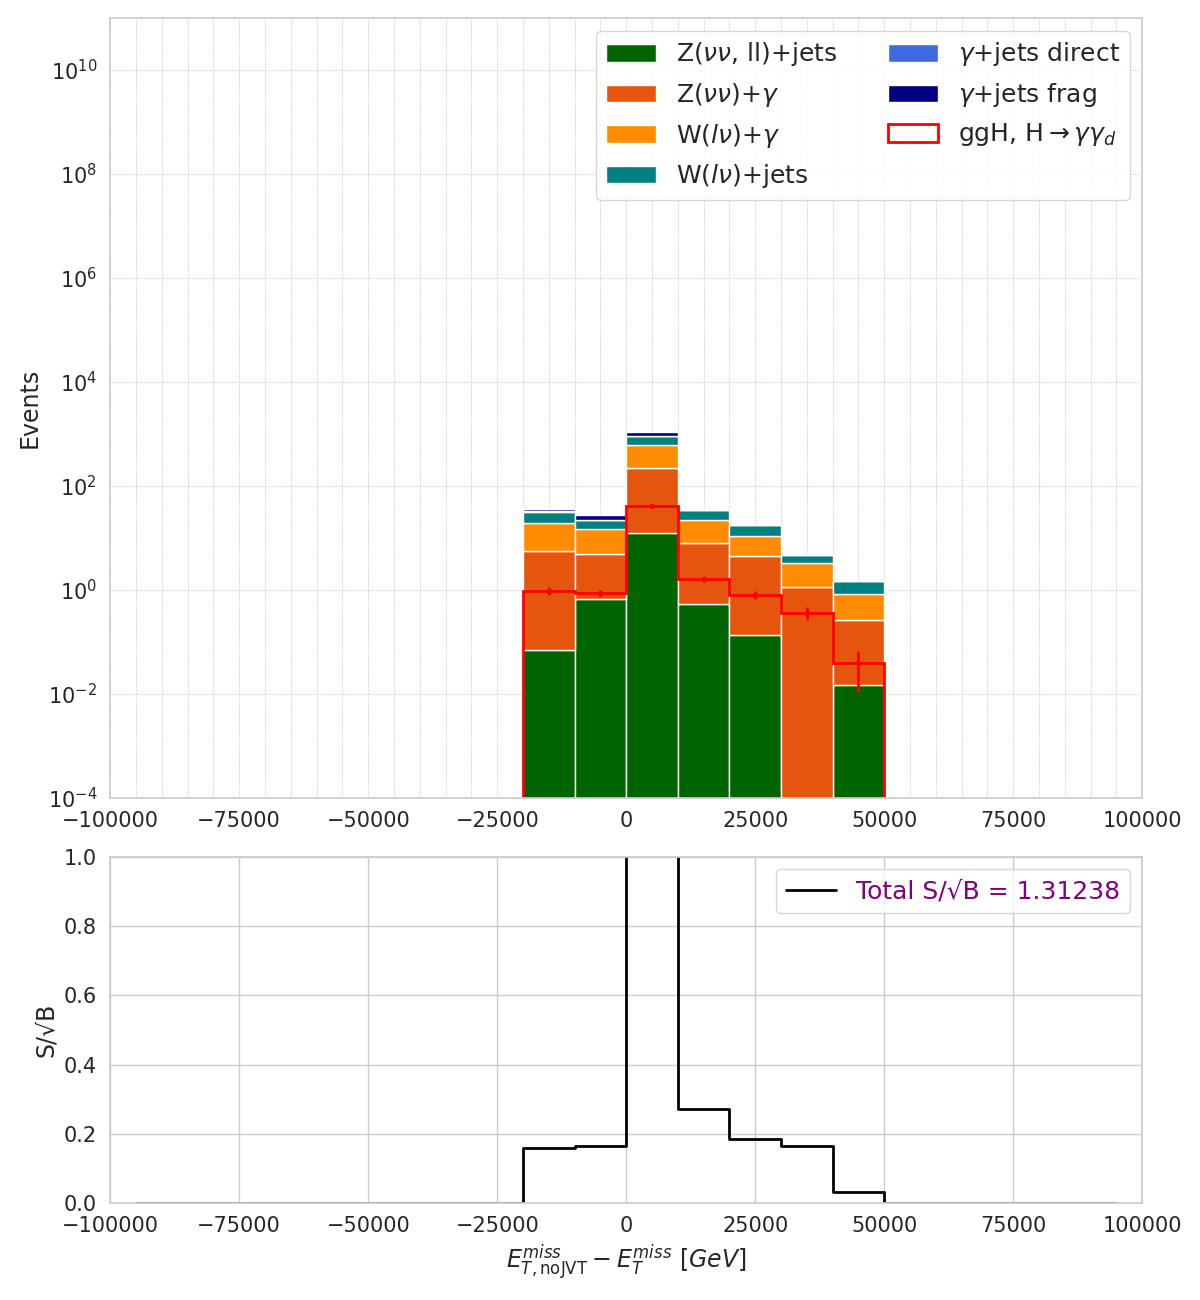 Z(νν, ll)+jets
Z(νν)+γ
W(lν)+γ
W(lν)+jets
γ+jets direct
γ+jets frag
ggH, H→γγ_d
Events
10^10
10^8
10^6
10^4
10^2
10^0
10^−2
10^−4
−100000 −75000 −50000 −25000 0 25000 50000 75000 100000
Total S/√B = 1.31238
S/√B
1.0
0.8
0.6
0.4
0.2
0.0
−100000 −75000 −50000 −25000 0 25000 50000 75000 100000
E_{T,noJVT}^{miss} − E_T^{miss} [GeV]